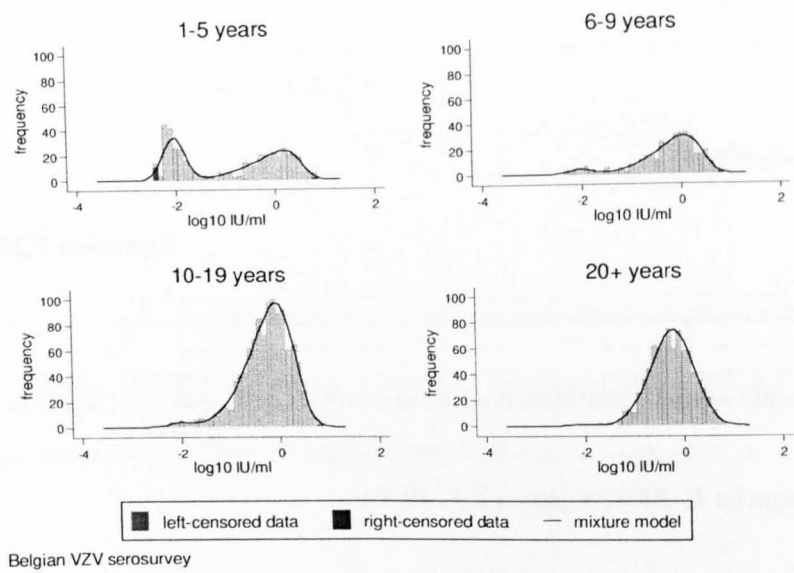 1-5 years
6-9 years
100
80
60
40
20
0
frequency
-4
-2
0
2
log10 IU/ml
100
80
60
40
20
0
frequency
-4
-2
0
2
log10 IU/ml
Equation 7.
10-19 years
20+ years
100
80
60
40
20
0
frequency
-4
-2
0
2
log10 IU/ml
100
80
60
40
20
0
frequency
-4
-2
0
2
log10 IU/ml
left-censored data
right-censored data
mixture model
Belgian VZV serosurvey